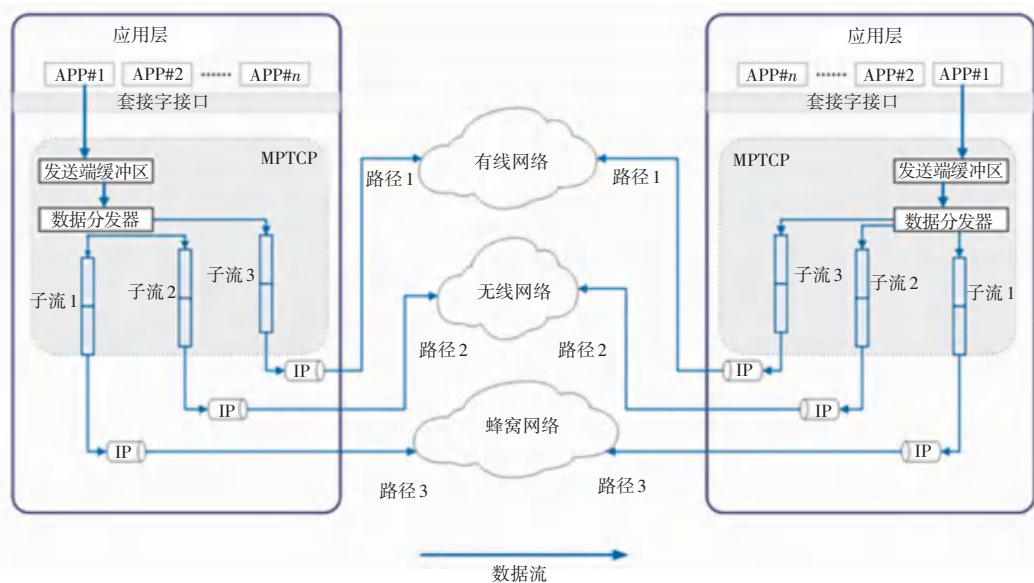 应用层
APP#1 APP#2 …… APP#n
套接字接口
MPTCP
发送端缓冲区
数据分发器
子流1
子流2
子流3
IP
IP
IP
路径1
有线网络
路径1
路径2
无线网络
路径2
路径3
蜂窝网络
路径3
应用层
APP#n …… APP#2 APP#1
套接字接口
MPTCP
发送端缓冲区
数据分发器
子流3
子流2
子流1
IP
IP
IP
数据流